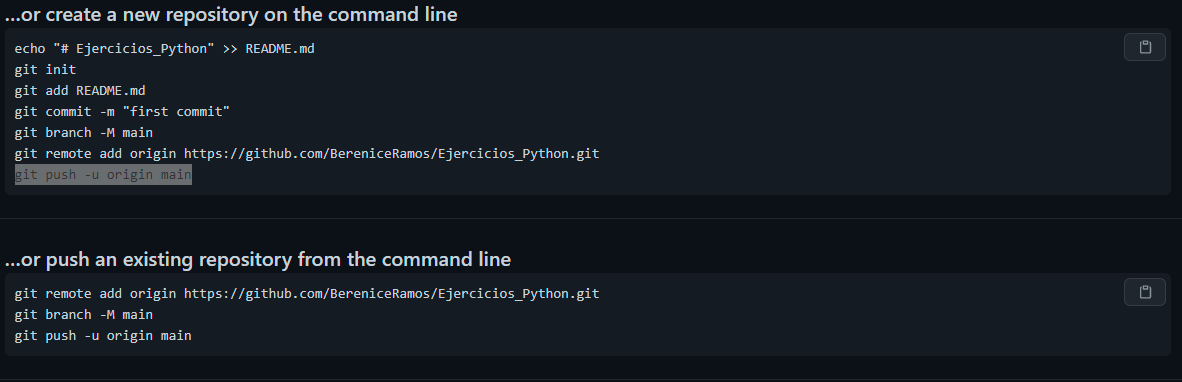 ...or create a new repository on the command line
echo "# Ejercicios_Python" >> README.md
git init
git add README.md
git commit -m "first commit"
git branch -M main
git remote add origin https://github.com/BereniceRamos/Ejercicios_Python.git
git push -u origin main
...or push an existing repository from the command line
git remote add origin https://github.com/BereniceRamos/Ejercicios_Python.git
git branch -M main
git push -u origin main